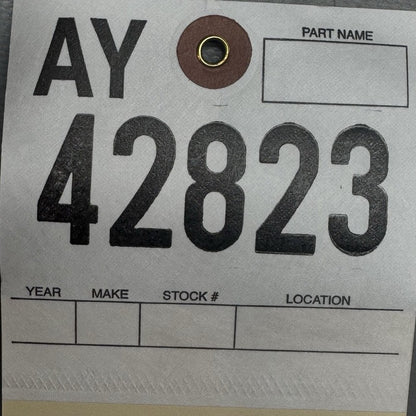 AY
PART NAME
42823
YEAR MAKE STOCK # LOCATION